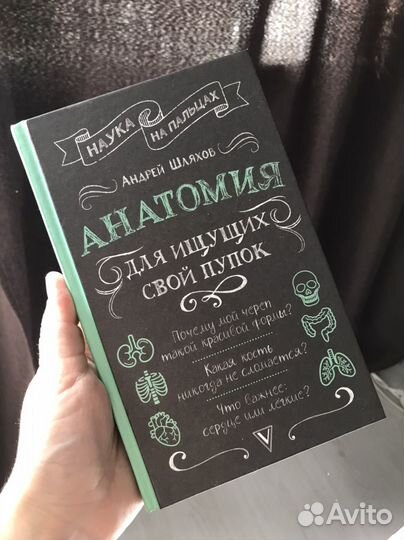 НАУКА НА ПАЛЬЦАХ
АНДРЕЙ ШЛЯХОВ
АНАТОМИЯ
ДЛЯ ИЩУЩИХ
СВОЙ ПУПОК
Почему мой череп
такой красивой формы?
Какая кость
никогда не сломается?
Что важнее:
сердце или лёгкие?
V
Avito